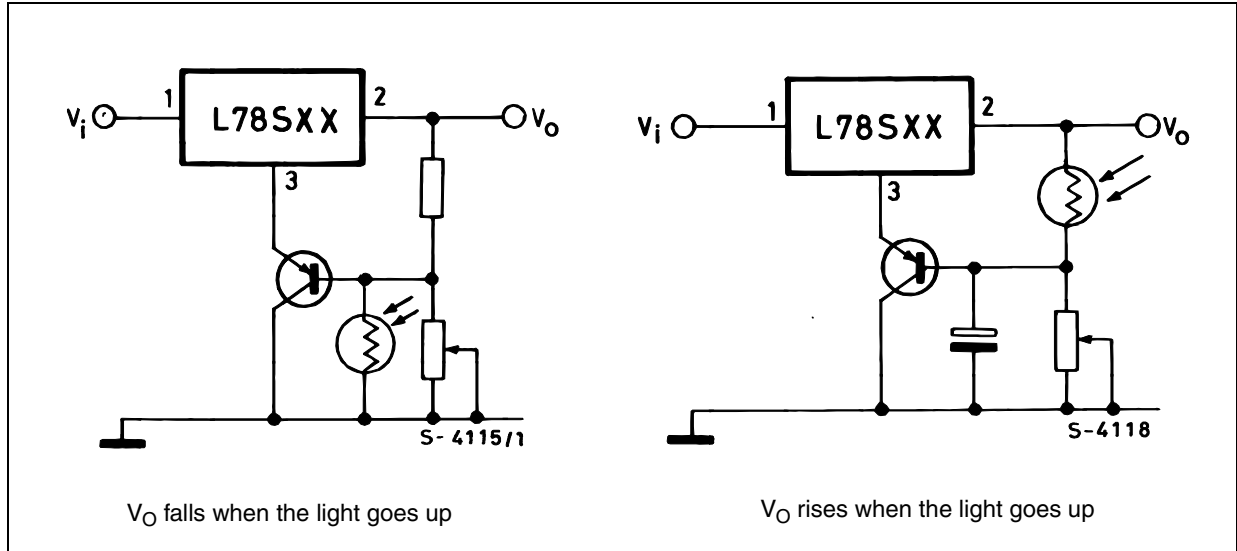 Vi 1 L78SXX 2 Vo
3
S-4115/1
VO falls when the light goes up
Vi 1 L78SXX 2 Vo
3
S-4118
VO rises when the light goes up